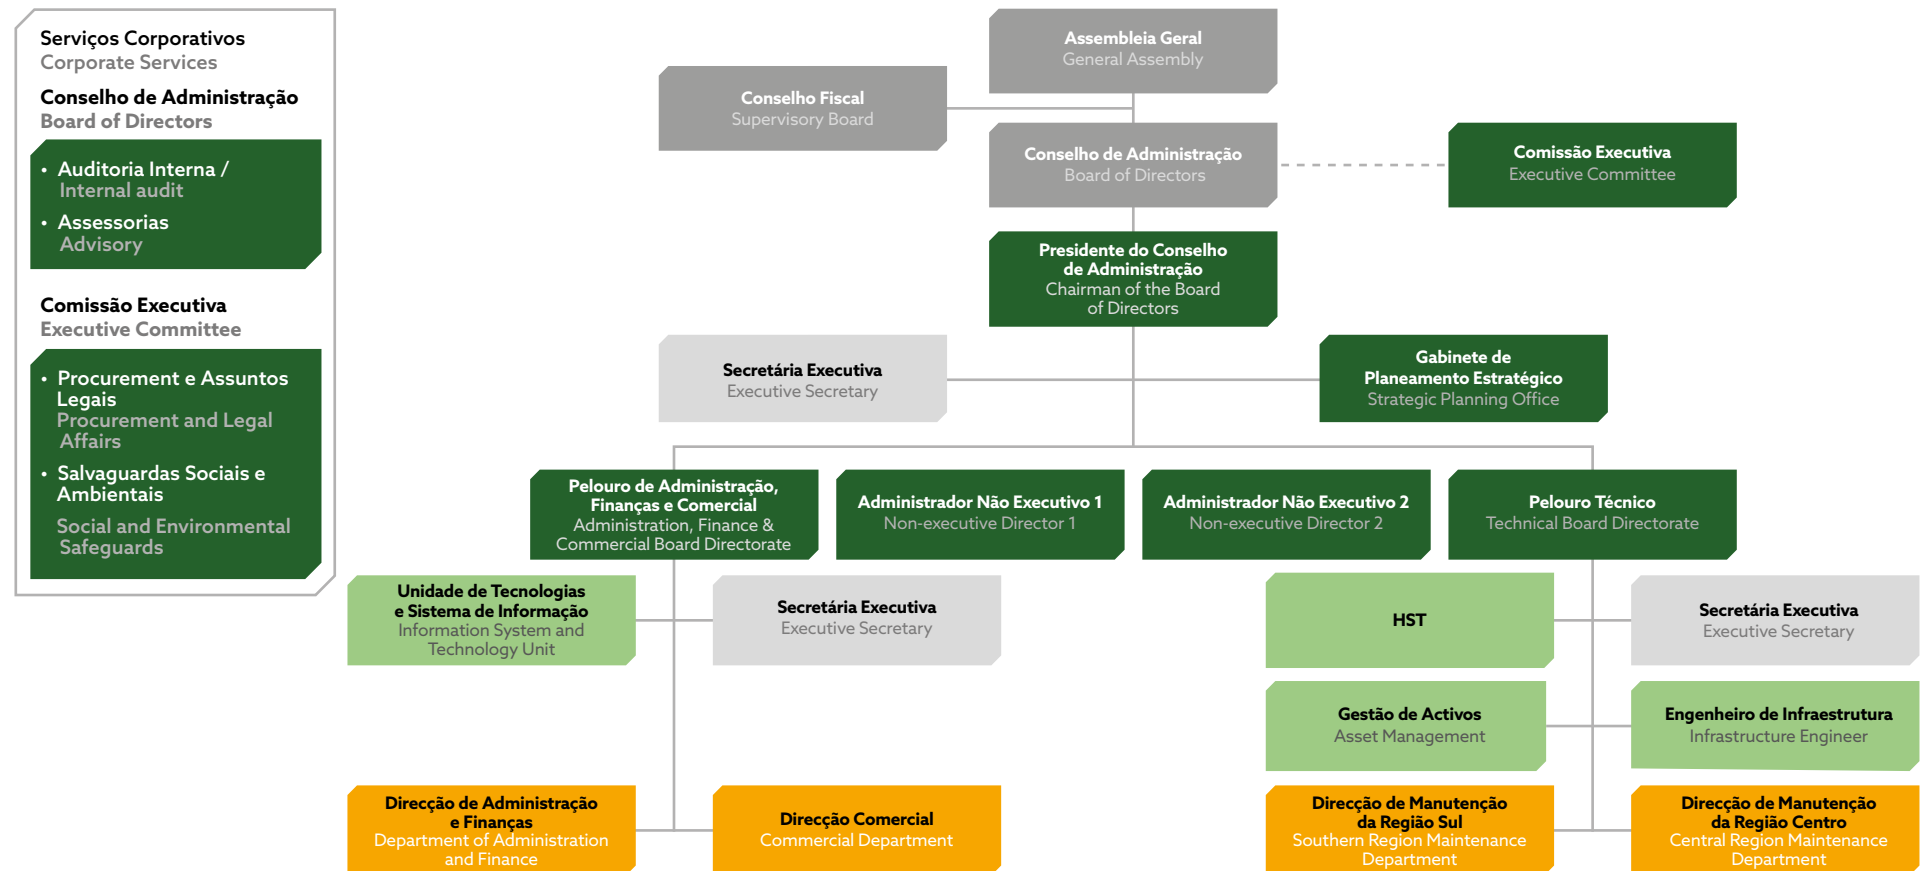 Serviços Corporativos
Corporate Services
Conselho de Administração
Board of Directors
• Auditoria Interna /
Internal audit
• Assessorias
Advisory
Comissão Executiva
Executive Committee
• Procurement e Assuntos
Legais
Procurement and Legal
Affairs
• Salvaguardas Sociais e
Ambientais
Social and Environmental
Safeguards
Assembleia Geral
General Assembly
Conselho Fiscal
Supervisory Board
Conselho de Administração
Board of Directors
Comissão Executiva
Executive Committee
Presidente do Conselho
de Administração
Chairman of the Board
of Directors
Secretária Executiva
Executive Secretary
Gabinete de
Planeamento Estratégico
Strategic Planning Office
Pelouro de Administração,
Finanças e Comercial
Administration, Finance &
Commercial Board Directorate
Administrador Não Executivo 1
Non-executive Director 1
Administrador Não Executivo 2
Non-executive Director 2
Pelouro Técnico
Technical Board Directorate
Unidade de Tecnologias
e Sistema de Informação
Information System and
Technology Unit
Secretária Executiva
Executive Secretary
HST
Secretária Executiva
Executive Secretary
Gestão de Activos
Asset Management
Engenheiro de Infraestrutura
Infrastructure Engineer
Direcção de Administração
e Finanças
Department of Administration
and Finance
Direcção Comercial
Commercial Department
Direcção de Manutenção
da Região Sul
Southern Region Maintenance
Department
Direcção de Manutenção
da Região Centro
Central Region Maintenance
Department